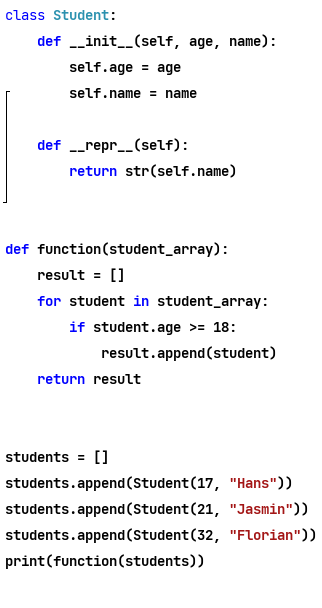 class Student:
    def __init__(self, age, name):
        self.age = age
        self.name = name

    def __repr__(self):
        return str(self.name)


def function(student_array):
    result = []
    for student in student_array:
        if student.age >= 18:
            result.append(student)
    return result


students = []
students.append(Student(17, "Hans"))
students.append(Student(21, "Jasmin"))
students.append(Student(32, "Florian"))
print(function(students))